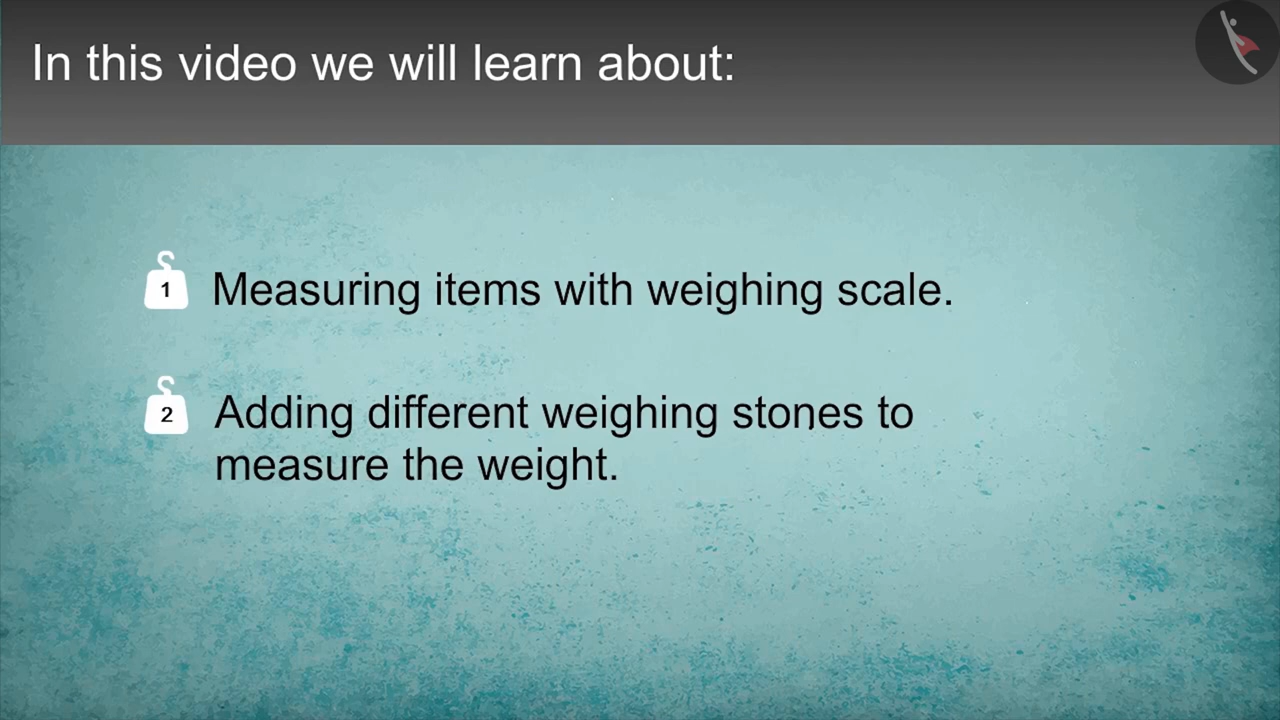 In this video we will learn about:
1 Measuring items with weighing scale.
2 Adding different weighing stones to
measure the weight.